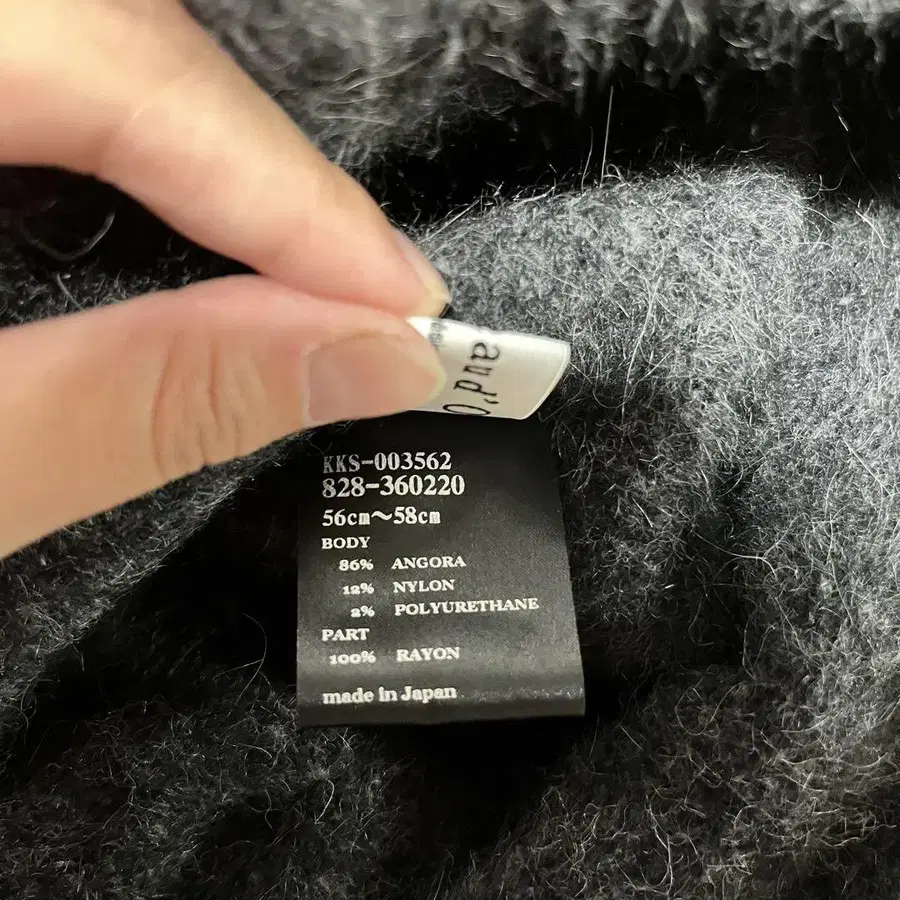 aud'O
KKS-003562
828-360220
56cm～58cm
BODY
86% ANGORA
12% NYLON
2% POLYURETHANE
PART
100% RAYON
made in Japan